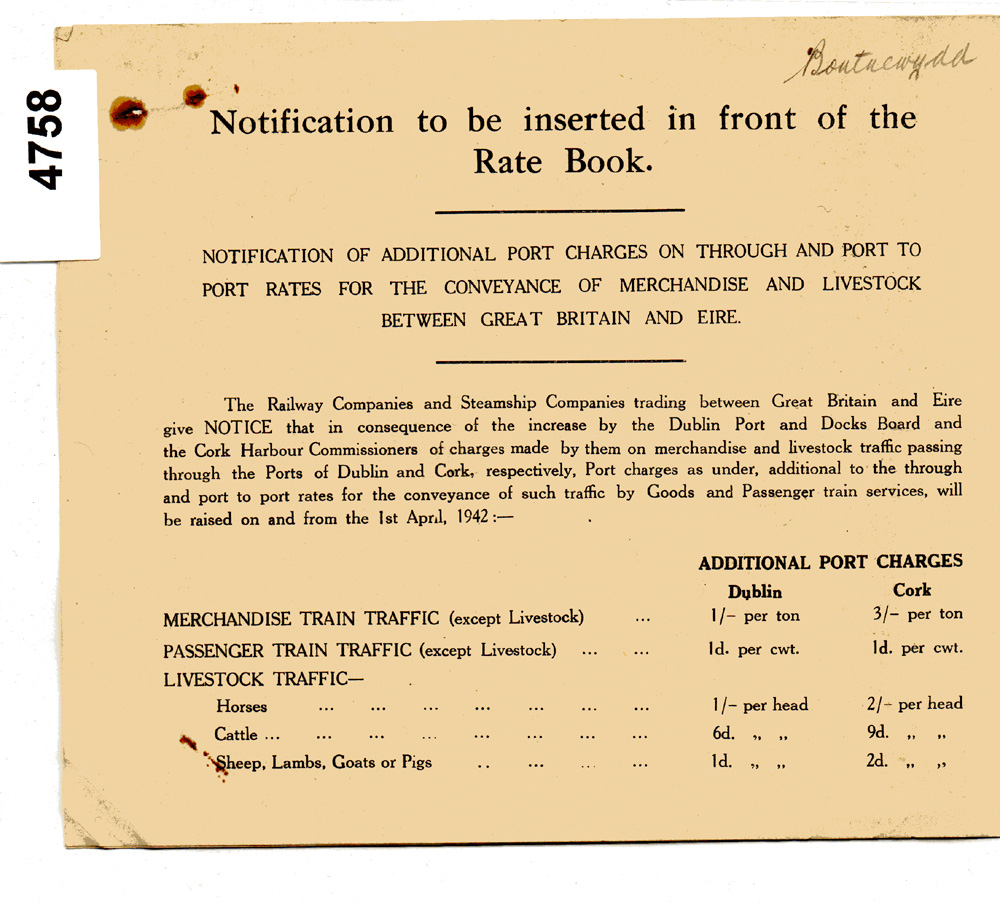 Bontnewydd
4758
Notification to be inserted in front of the
Rate Book.
NOTIFICATION OF ADDITIONAL PORT CHARGES ON THROUGH AND PORT TO
PORT RATES FOR THE CONVEYANCE OF MERCHANDISE AND LIVESTOCK
BETWEEN GREAT BRITAIN AND EIRE.
The Railway Companies and Steamship Companies trading between Great Britain and Eire
give NOTICE that in consequence of the increase by the Dublin Port and Docks Board and
the Cork Harbour Commissioners of charges made by them on merchandise and livestock traffic passing
through the Ports of Dublin and Cork, respectively, Port charges as under, additional to the through
and port to port rates for the conveyance of such traffic by Goods and Passenger train services, will
be raised on and from the 1st April, 1942:—
ADDITIONAL PORT CHARGES
Dublin Cork
MERCHANDISE TRAIN TRAFFIC (except Livestock) ... 1/- per ton 3/- per ton
PASSENGER TRAIN TRAFFIC (except Livestock) ... ... 1d. per cwt. 1d. per cwt.
LIVESTOCK TRAFFIC—
Horses ... ... ... ... ... ... ... 1/- per head 2/- per head
Cattle ... ... ... ... ... ... ... ... 6d. ,, ,, 9d. ,, ,,
Sheep, Lambs, Goats or Pigs .. ... ... ... 1d. ,, ,, 2d. ,, ,,